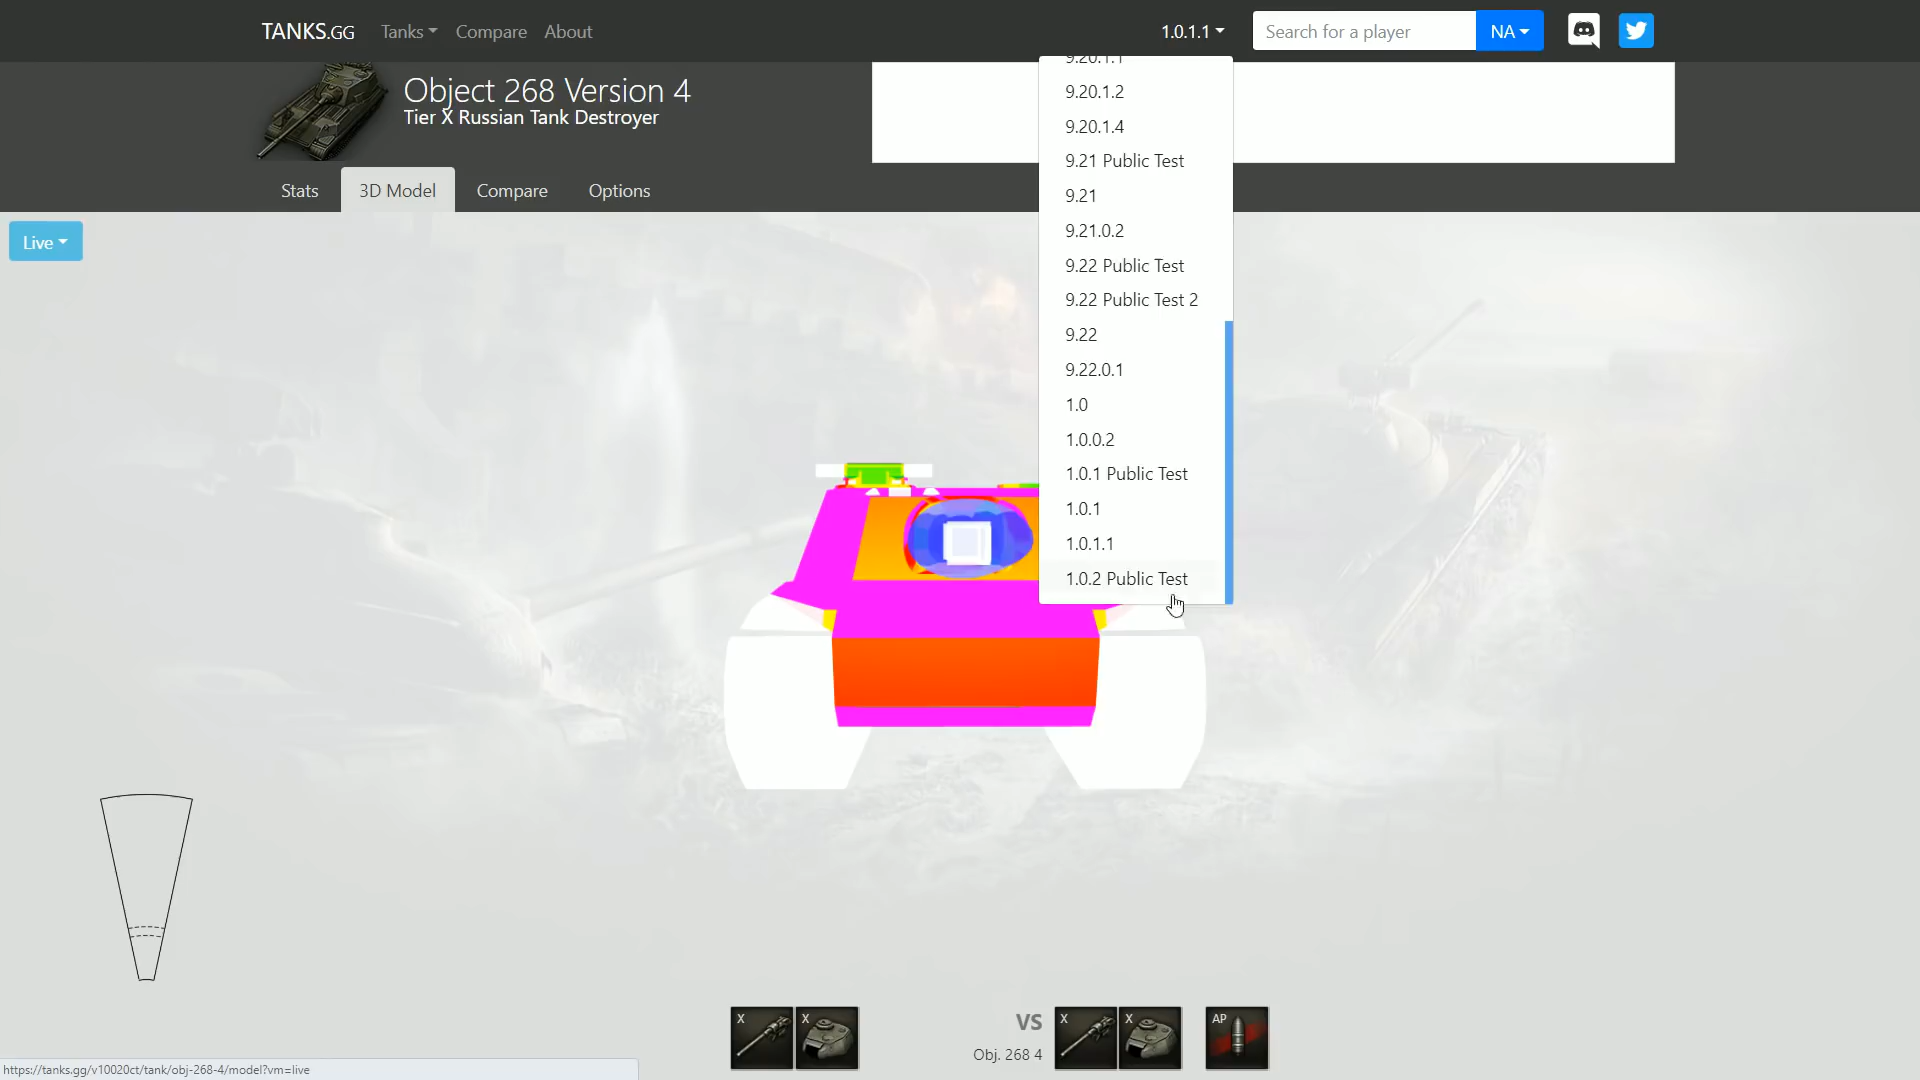 TANKS.GG
Tanks
Compare
About
1.0.1.1
Search for a player
NA
Object 268 Version 4
Tier X Russian Tank Destroyer
Stats
3D Model
Compare
Options
Live
9.20.1.1
9.20.1.2
9.20.1.4
9.21 Public Test
9.21
9.21.0.2
9.22 Public Test
9.22 Public Test 2
9.22
9.22.0.1
1.0
1.0.0.2
1.0.1 Public Test
1.0.1
1.0.1.1
1.0.2 Public Test
X
X
VS
Obj. 268 4
X
X
AP
https://tanks.gg/v10020ct/tank/obj-268-4/model?vm=live